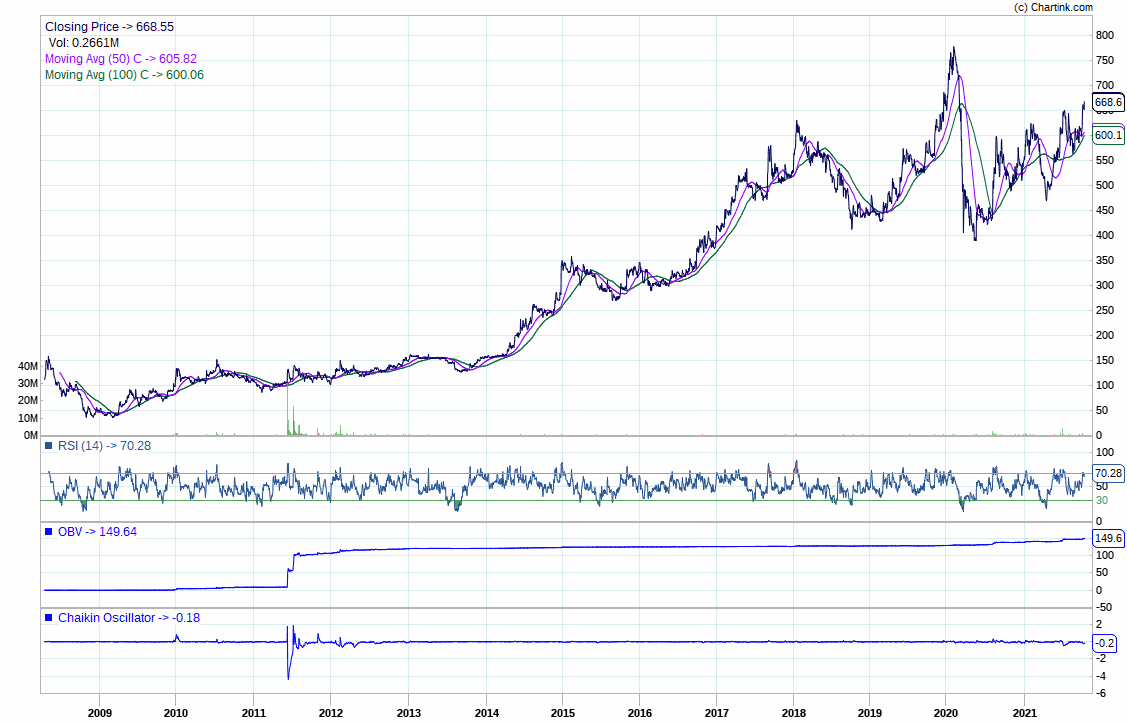 (c) Chartink.com
Closing Price -> 668.55
Vol: 0.2661M
Moving Avg (50) C -> 605.82
Moving Avg (100) C -> 600.06
800
750
700
668.6
600.1
550
500
450
400
350
300
250
200
150
100
50
0
40M
30M
20M
10M
0M
RSI (14) -> 70.28
100
70.28
50
30
0
OBV -> 149.64
149.6
100
50
0
-50
Chaikin Oscillator -> -0.18
2
-0.2
-2
-4
-6
2009 2010 2011 2012 2013 2014 2015 2016 2017 2018 2019 2020 2021